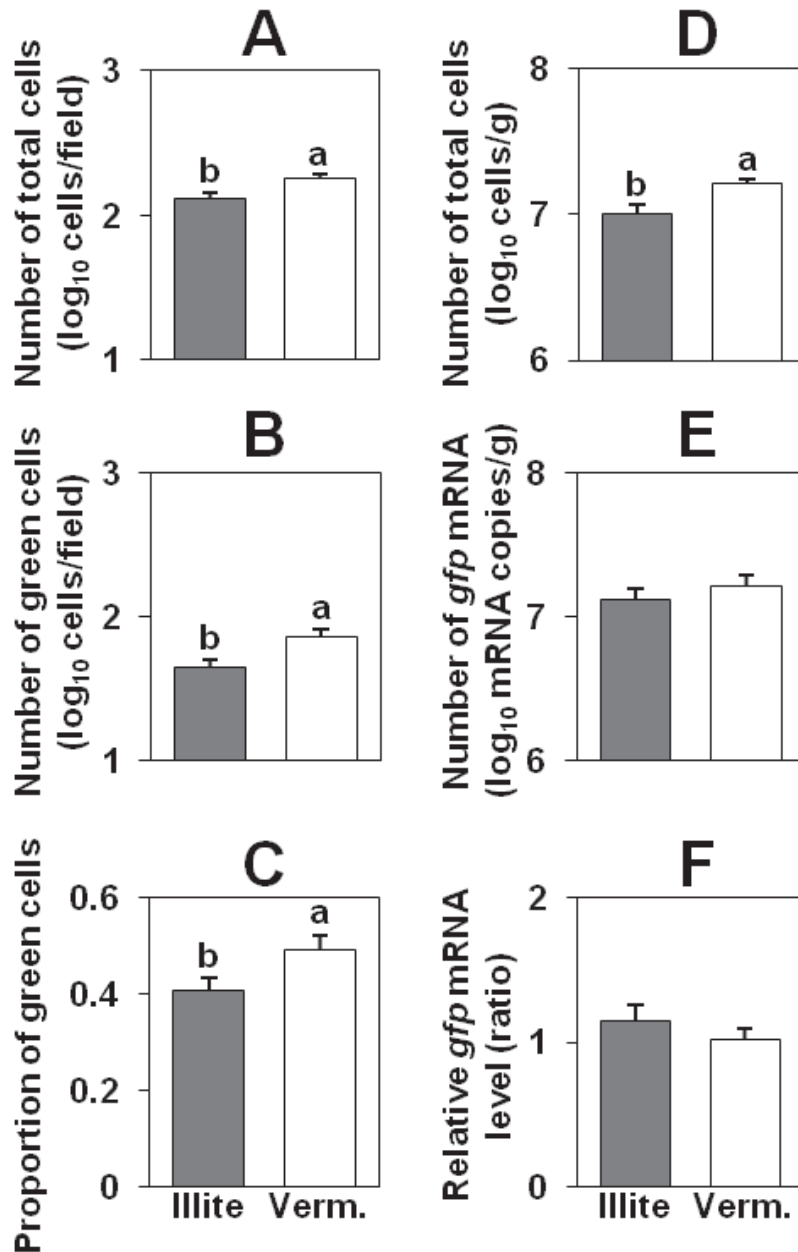 A
Number of total cells
(log₁₀ cells/field)
3
2
1
b
a
D
Number of total cells
(log₁₀ cells/g)
8
7
6
b
a
B
Number of green cells
(log₁₀ cells/field)
3
2
1
b
a
E
Number of gfp mRNA
(log₁₀ mRNA copies/g)
8
7
6
C
Proportion of green cells
0.6
0.4
0.2
0
b
a
Illite Verm.
F
Relative gfp mRNA
level (ratio)
2
1
0
Illite Verm.